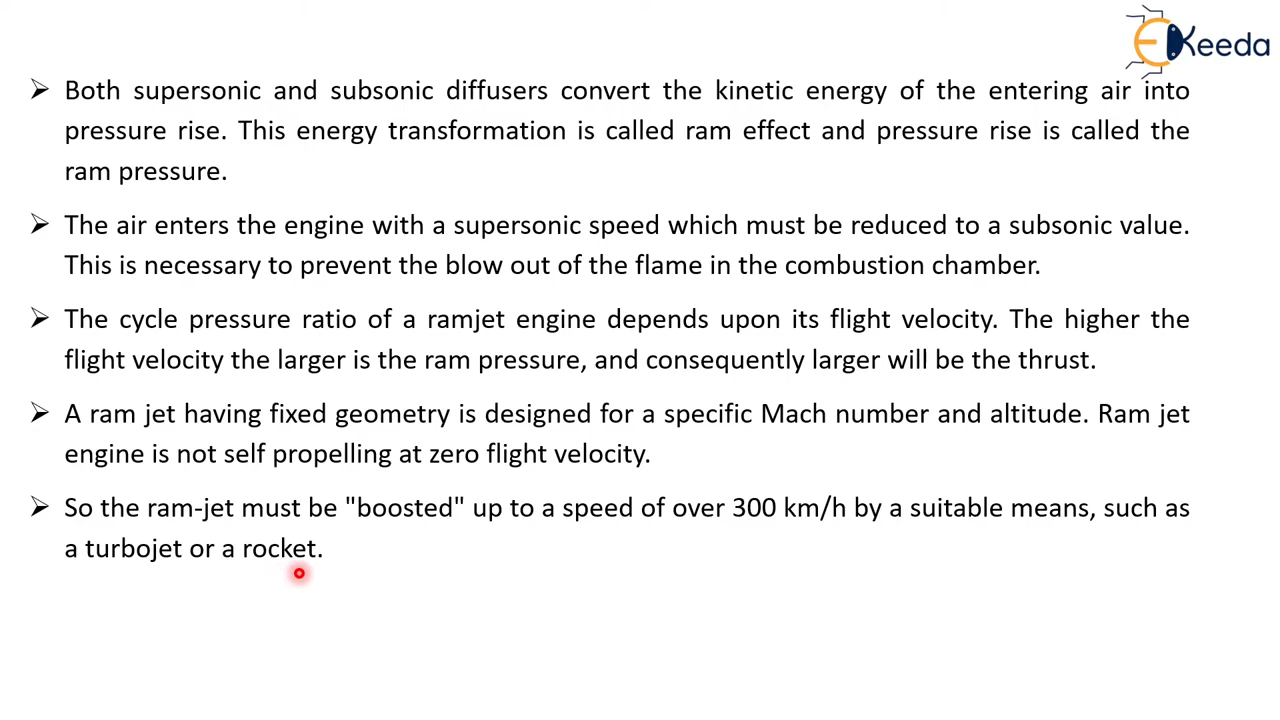 Keeda
➢ Both supersonic and subsonic diffusers convert the kinetic energy of the entering air into
pressure rise. This energy transformation is called ram effect and pressure rise is called the
ram pressure.
➢ The air enters the engine with a supersonic speed which must be reduced to a subsonic value.
This is necessary to prevent the blow out of the flame in the combustion chamber.
➢ The cycle pressure ratio of a ramjet engine depends upon its flight velocity. The higher the
flight velocity the larger is the ram pressure, and consequently larger will be the thrust.
➢ A ram jet having fixed geometry is designed for a specific Mach number and altitude. Ram jet
engine is not self propelling at zero flight velocity.
➢ So the ram-jet must be "boosted" up to a speed of over 300 km/h by a suitable means, such as
a turbojet or a rocket.